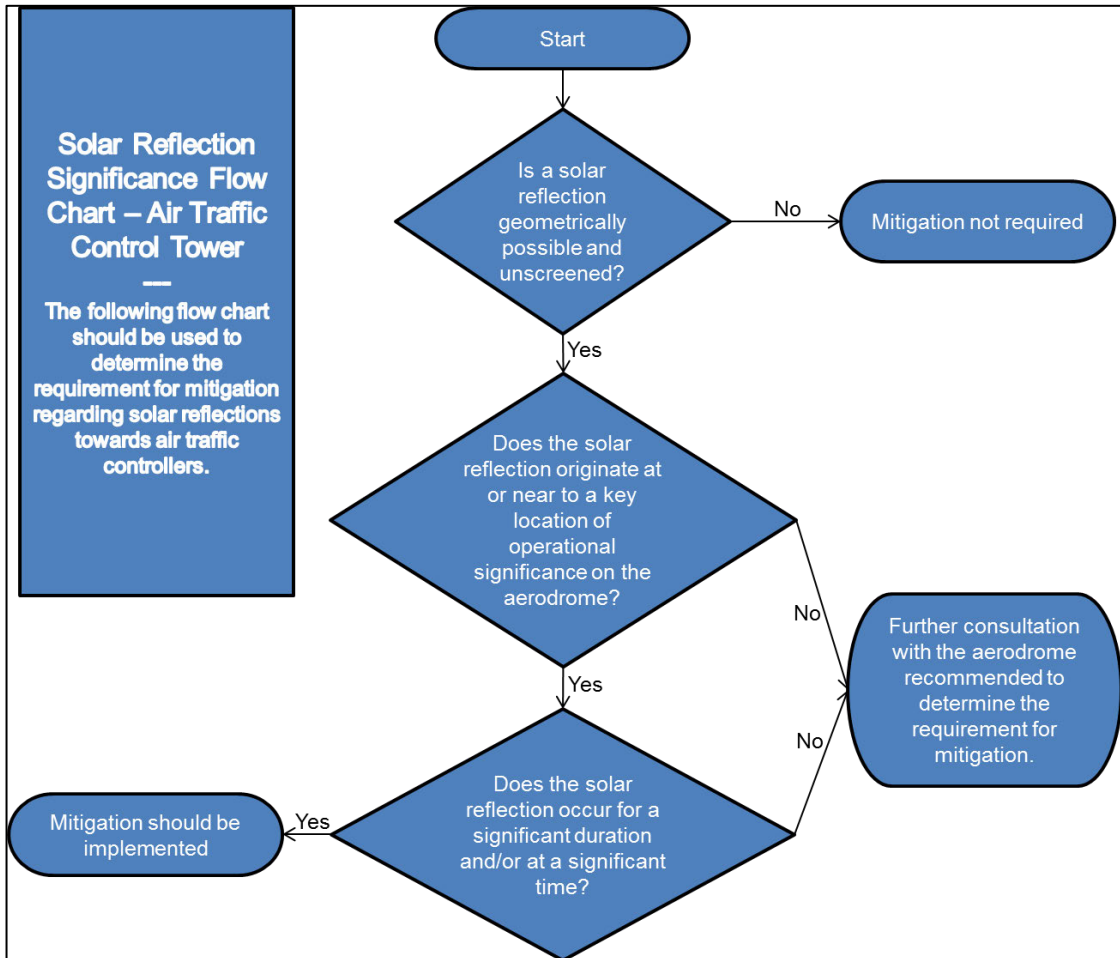 Solar Reflection
Significance Flow
Chart – Air Traffic
Control Tower
---
The following flow chart
should be used to
determine the
requirement for mitigation
regarding solar reflections
towards air traffic
controllers.
Start
Is a solar
reflection
geometrically
possible and
unscreened?
No
Mitigation not required
Yes
Does the solar
reflection originate at
or near to a key
location of
operational
significance on the
aerodrome?
No
Further consultation
with the aerodrome
recommended to
determine the
requirement for
mitigation.
Yes
No
Does the solar
reflection occur for a
significant duration
and/or at a significant
time?
Yes
Mitigation should be
implemented